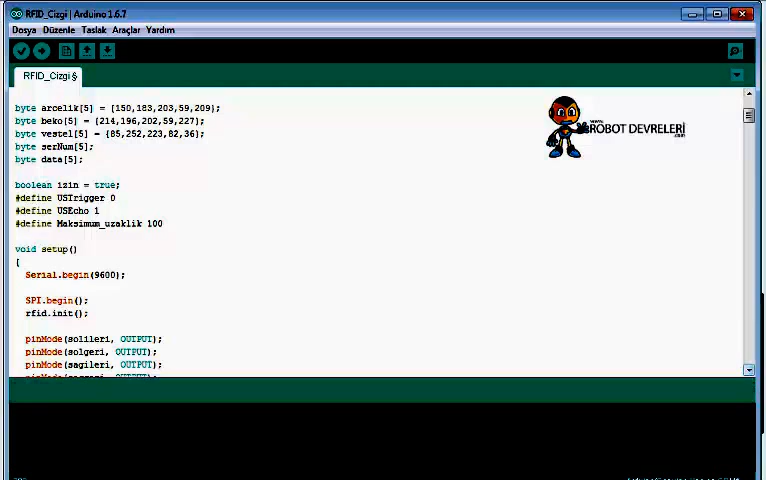 RFID_Cizgi | Arduino 1.6.7
Dosya Düzenle Taslak Araçlar Yardım
RFID_Cizgi §
byte arcelik[5] = {150,183,203,59,209};
byte beko[5] = {214,196,202,59,227};
byte vestel[5] = {85,252,223,82,36};
byte serNum[5];
byte data[5];
www.
ROBOT DEVRELERİ
.com
boolean izin = true;
#define USTrigger 0
#define USEcho 1
#define Maksimum_uzaklik 100
void setup()
{
Serial.begin(9600);
SPI.begin();
rfid.init();
pinMode(solileri, OUTPUT);
pinMode(solgeri, OUTPUT);
pinMode(sagileri, OUTPUT);